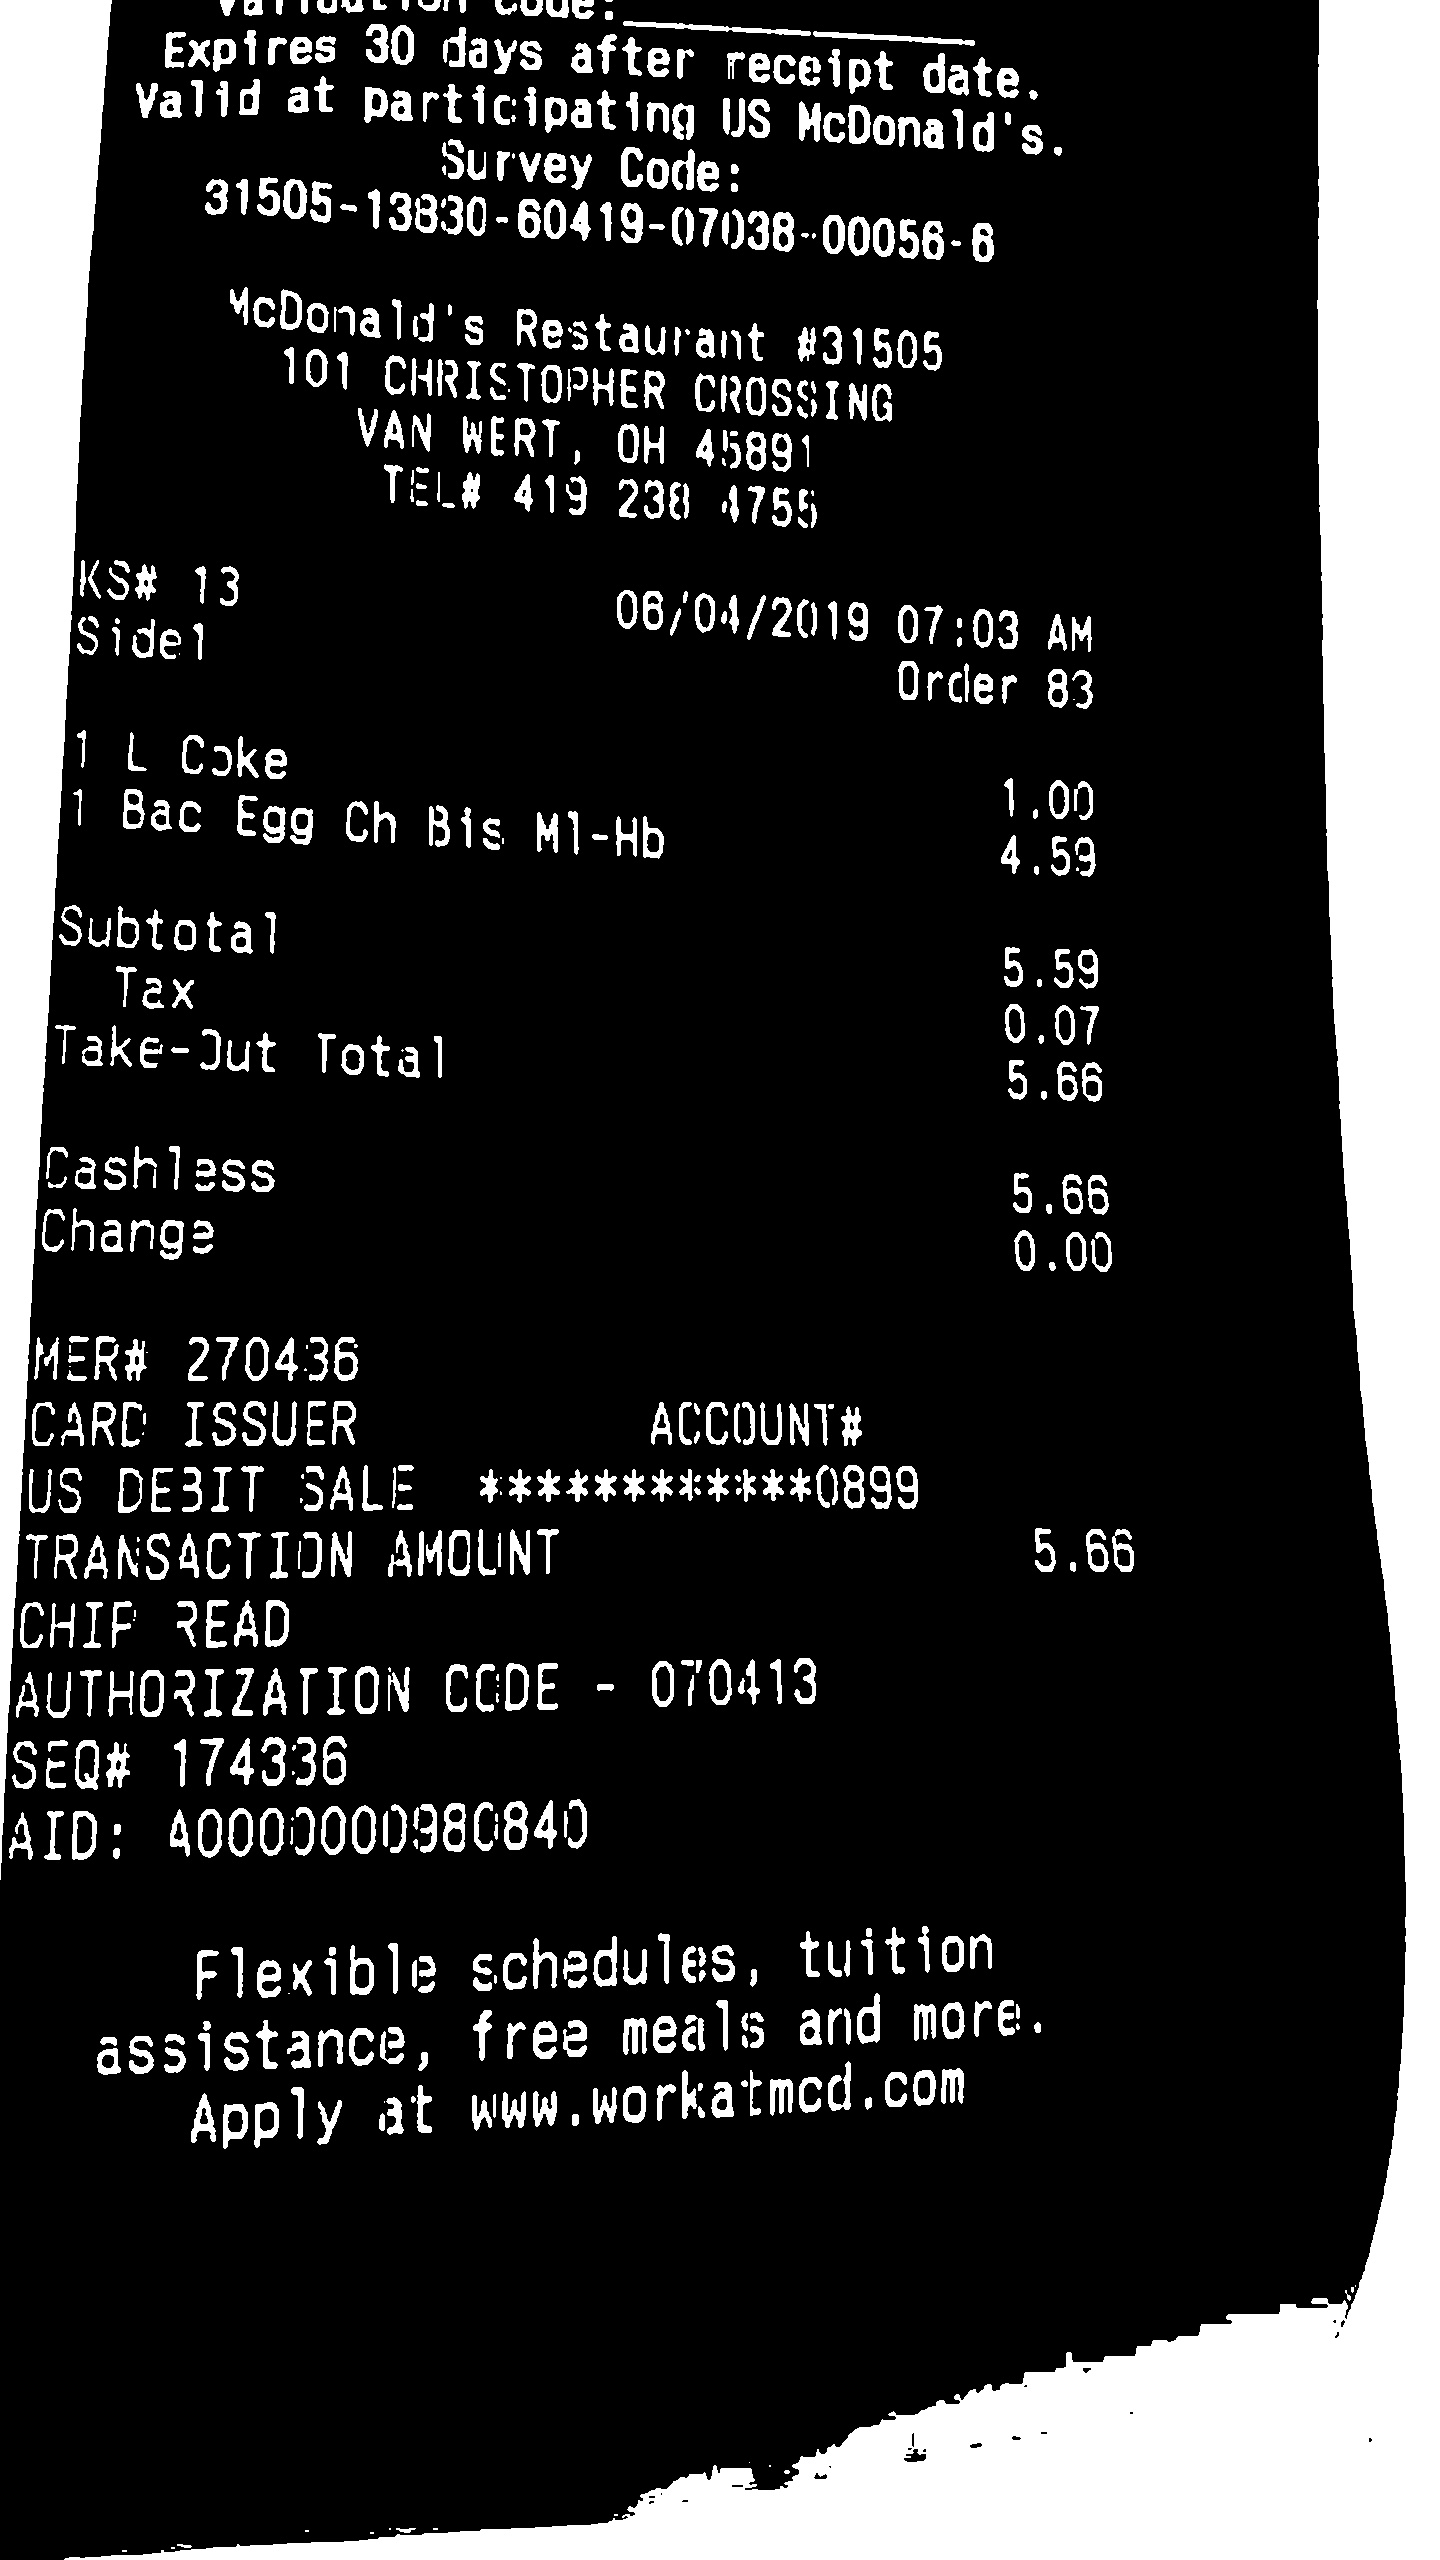 Validation Code:
Expires 30 days after receipt date.
Valid at participating US McDonald's.
Survey Code:
31505-13830-60419-07038-00056-6
McDonald's Restaurant #31505
101 CHRISTOPHER CROSSING
VAN WERT, OH 45891
TEL# 419 238 4755
KS# 13 06/04/2019 07:03 AM
Side1 Order 83
1 L Coke 1.00
1 Bac Egg Ch Bis Ml-Hb 4.59
Subtotal 5.59
Tax 0.07
Take-Out Total 5.66
Cashless 5.66
Change 0.00
MER# 270436
CARD ISSUER ACCOUNT#
US DEBIT SALE ************0899
TRANSACTION AMOUNT 5.66
CHIP READ
AUTHORIZATION CODE - 070413
SEQ# 174336
AID: A0000000980840
Flexible schedules, tuition
assistance, free meals and more.
Apply at www.workatmcd.com